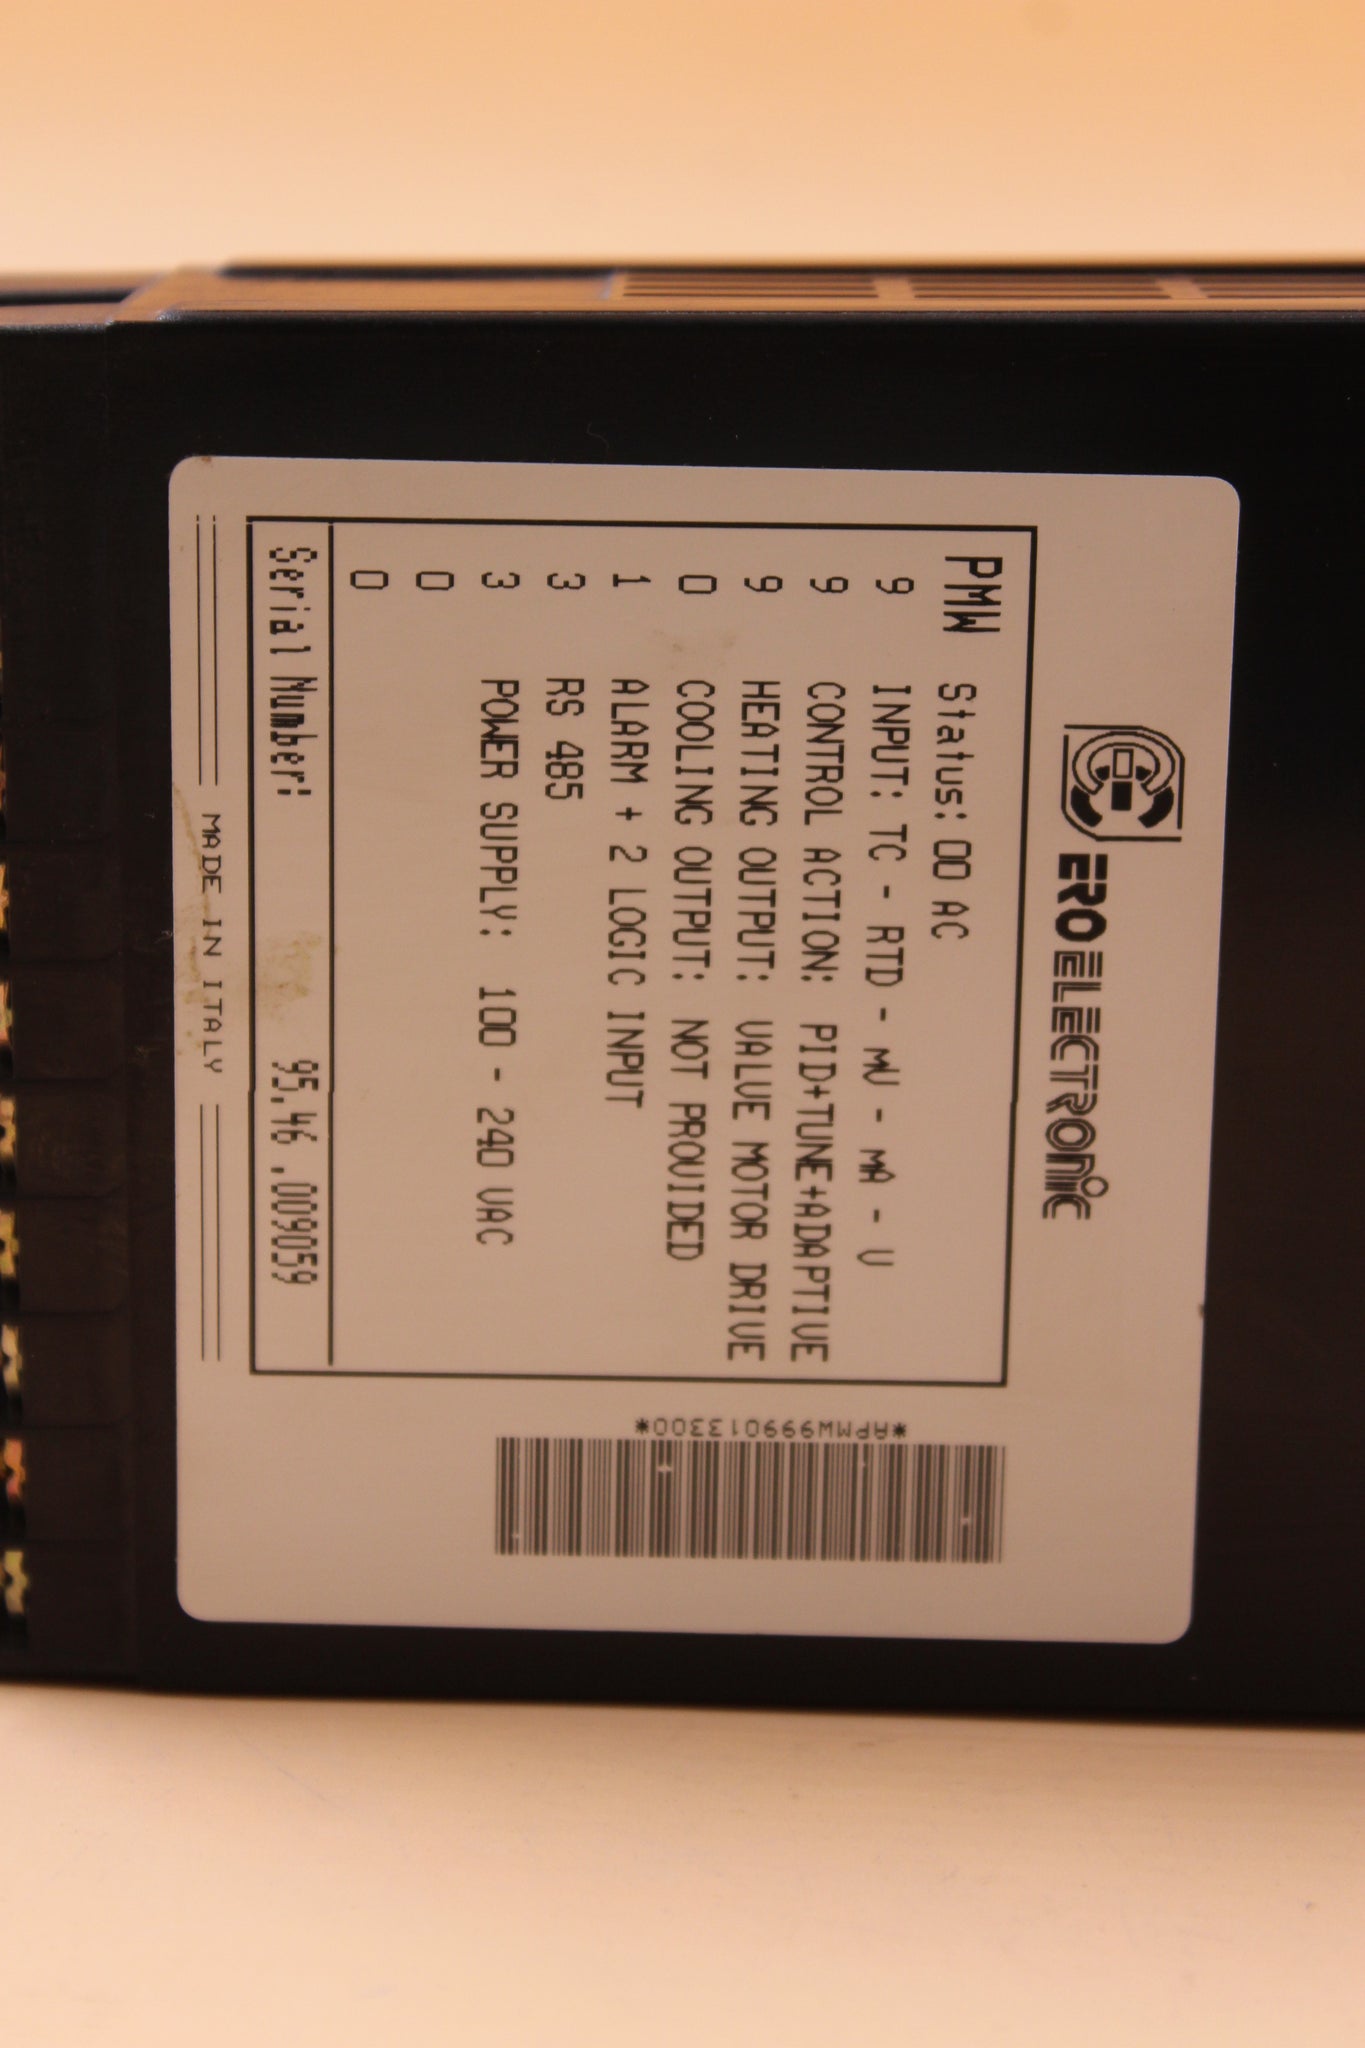 ERO ELECTRONIC
PMW Status: 00 AC
9 INPUT: TC - RTD - mV - mA - V
9 CONTROL ACTION: PID+TUNE+ADAPTIVE
9 HEATING OUTPUT: VALVE MOTOR DRIVE
0 COOLING OUTPUT: NOT PROVIDED
1 ALARM + 2 LOGIC INPUT
3 RS 485
3 POWER SUPPLY: 100 - 240 VAC
0
0
Serial Number: 95.46 .009059
MADE IN ITALY
*APMW999013300*